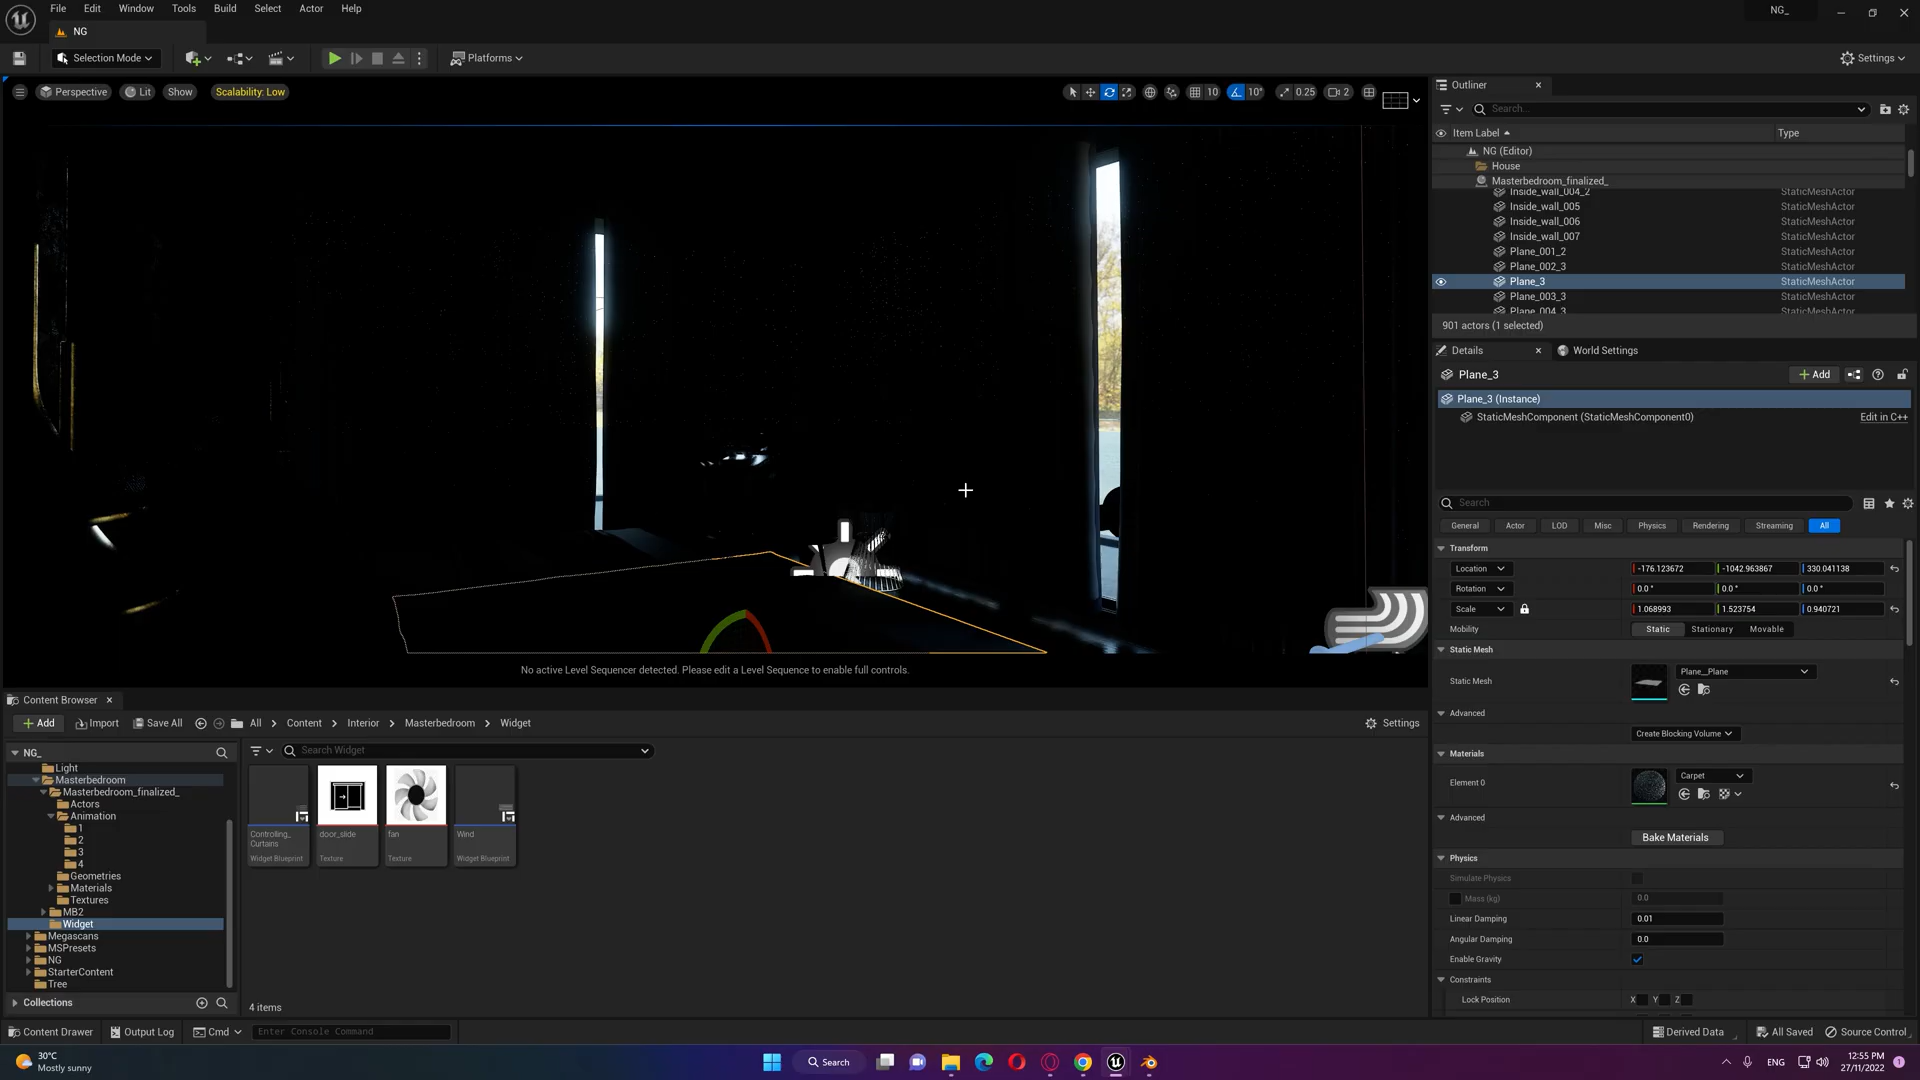 File Edit Window Tools Build Select Actor Help
NG_
NG
Selection Mode
Platforms
Settings
Perspective Lit Show Scalability: Low
10 10° 0.25 2
No active Level Sequencer detected. Please edit a Level Sequence to enable full controls.
Outliner
Search...
Item Label Type
NG (Editor)
House
Masterbedroom_finalized_
Inside_wall_004_2 StaticMeshActor
Inside_wall_005 StaticMeshActor
Inside_wall_006 StaticMeshActor
Inside_wall_007 StaticMeshActor
Plane_001_2 StaticMeshActor
Plane_002_3 StaticMeshActor
Plane_3 StaticMeshActor
Plane_003_3 StaticMeshActor
Plane_004_3 StaticMeshActor
901 actors (1 selected)
Details World Settings
Plane_3
Add
Plane_3 (Instance)
StaticMeshComponent (StaticMeshComponent0) Edit in C++
Search
General Actor LOD Misc Physics Rendering Streaming All
Transform
Location -176.123672 -1042.963867 330.041138
Rotation 0.0 ° 0.0 ° 0.0 °
Scale 1.068993 1.523754 0.940721
Mobility Static Stationary Movable
Static Mesh
Static Mesh Plane__Plane
Advanced
Create Blocking Volume
Materials
Element 0 Carpet
Advanced
Bake Materials
Physics
Simulate Physics
Mass (kg) 0.0
Linear Damping 0.01
Angular Damping 0.0
Enable Gravity
Constraints
Lock Position X Y Z
Content Browser
Add Import Save All All Content Interior Masterbedroom Widget Settings
NG_
Light
Masterbedroom
Masterbedroom_finalized_
Actors
Animation
1
2
3
4
Geometries
Materials
Textures
MB2
Widget
Megascans
MSPresets
NG
StarterContent
Tree
Collections
Search Widget
Controlling_
Curtains
Widget Blueprint
door_slide
Texture
fan
Texture
Wind
Widget Blueprint
4 items
Content Drawer Output Log Cmd Enter Console Command
Derived Data All Saved Source Control
30°C
Mostly sunny
Search
ENG
12:55 PM
27/11/2022
1